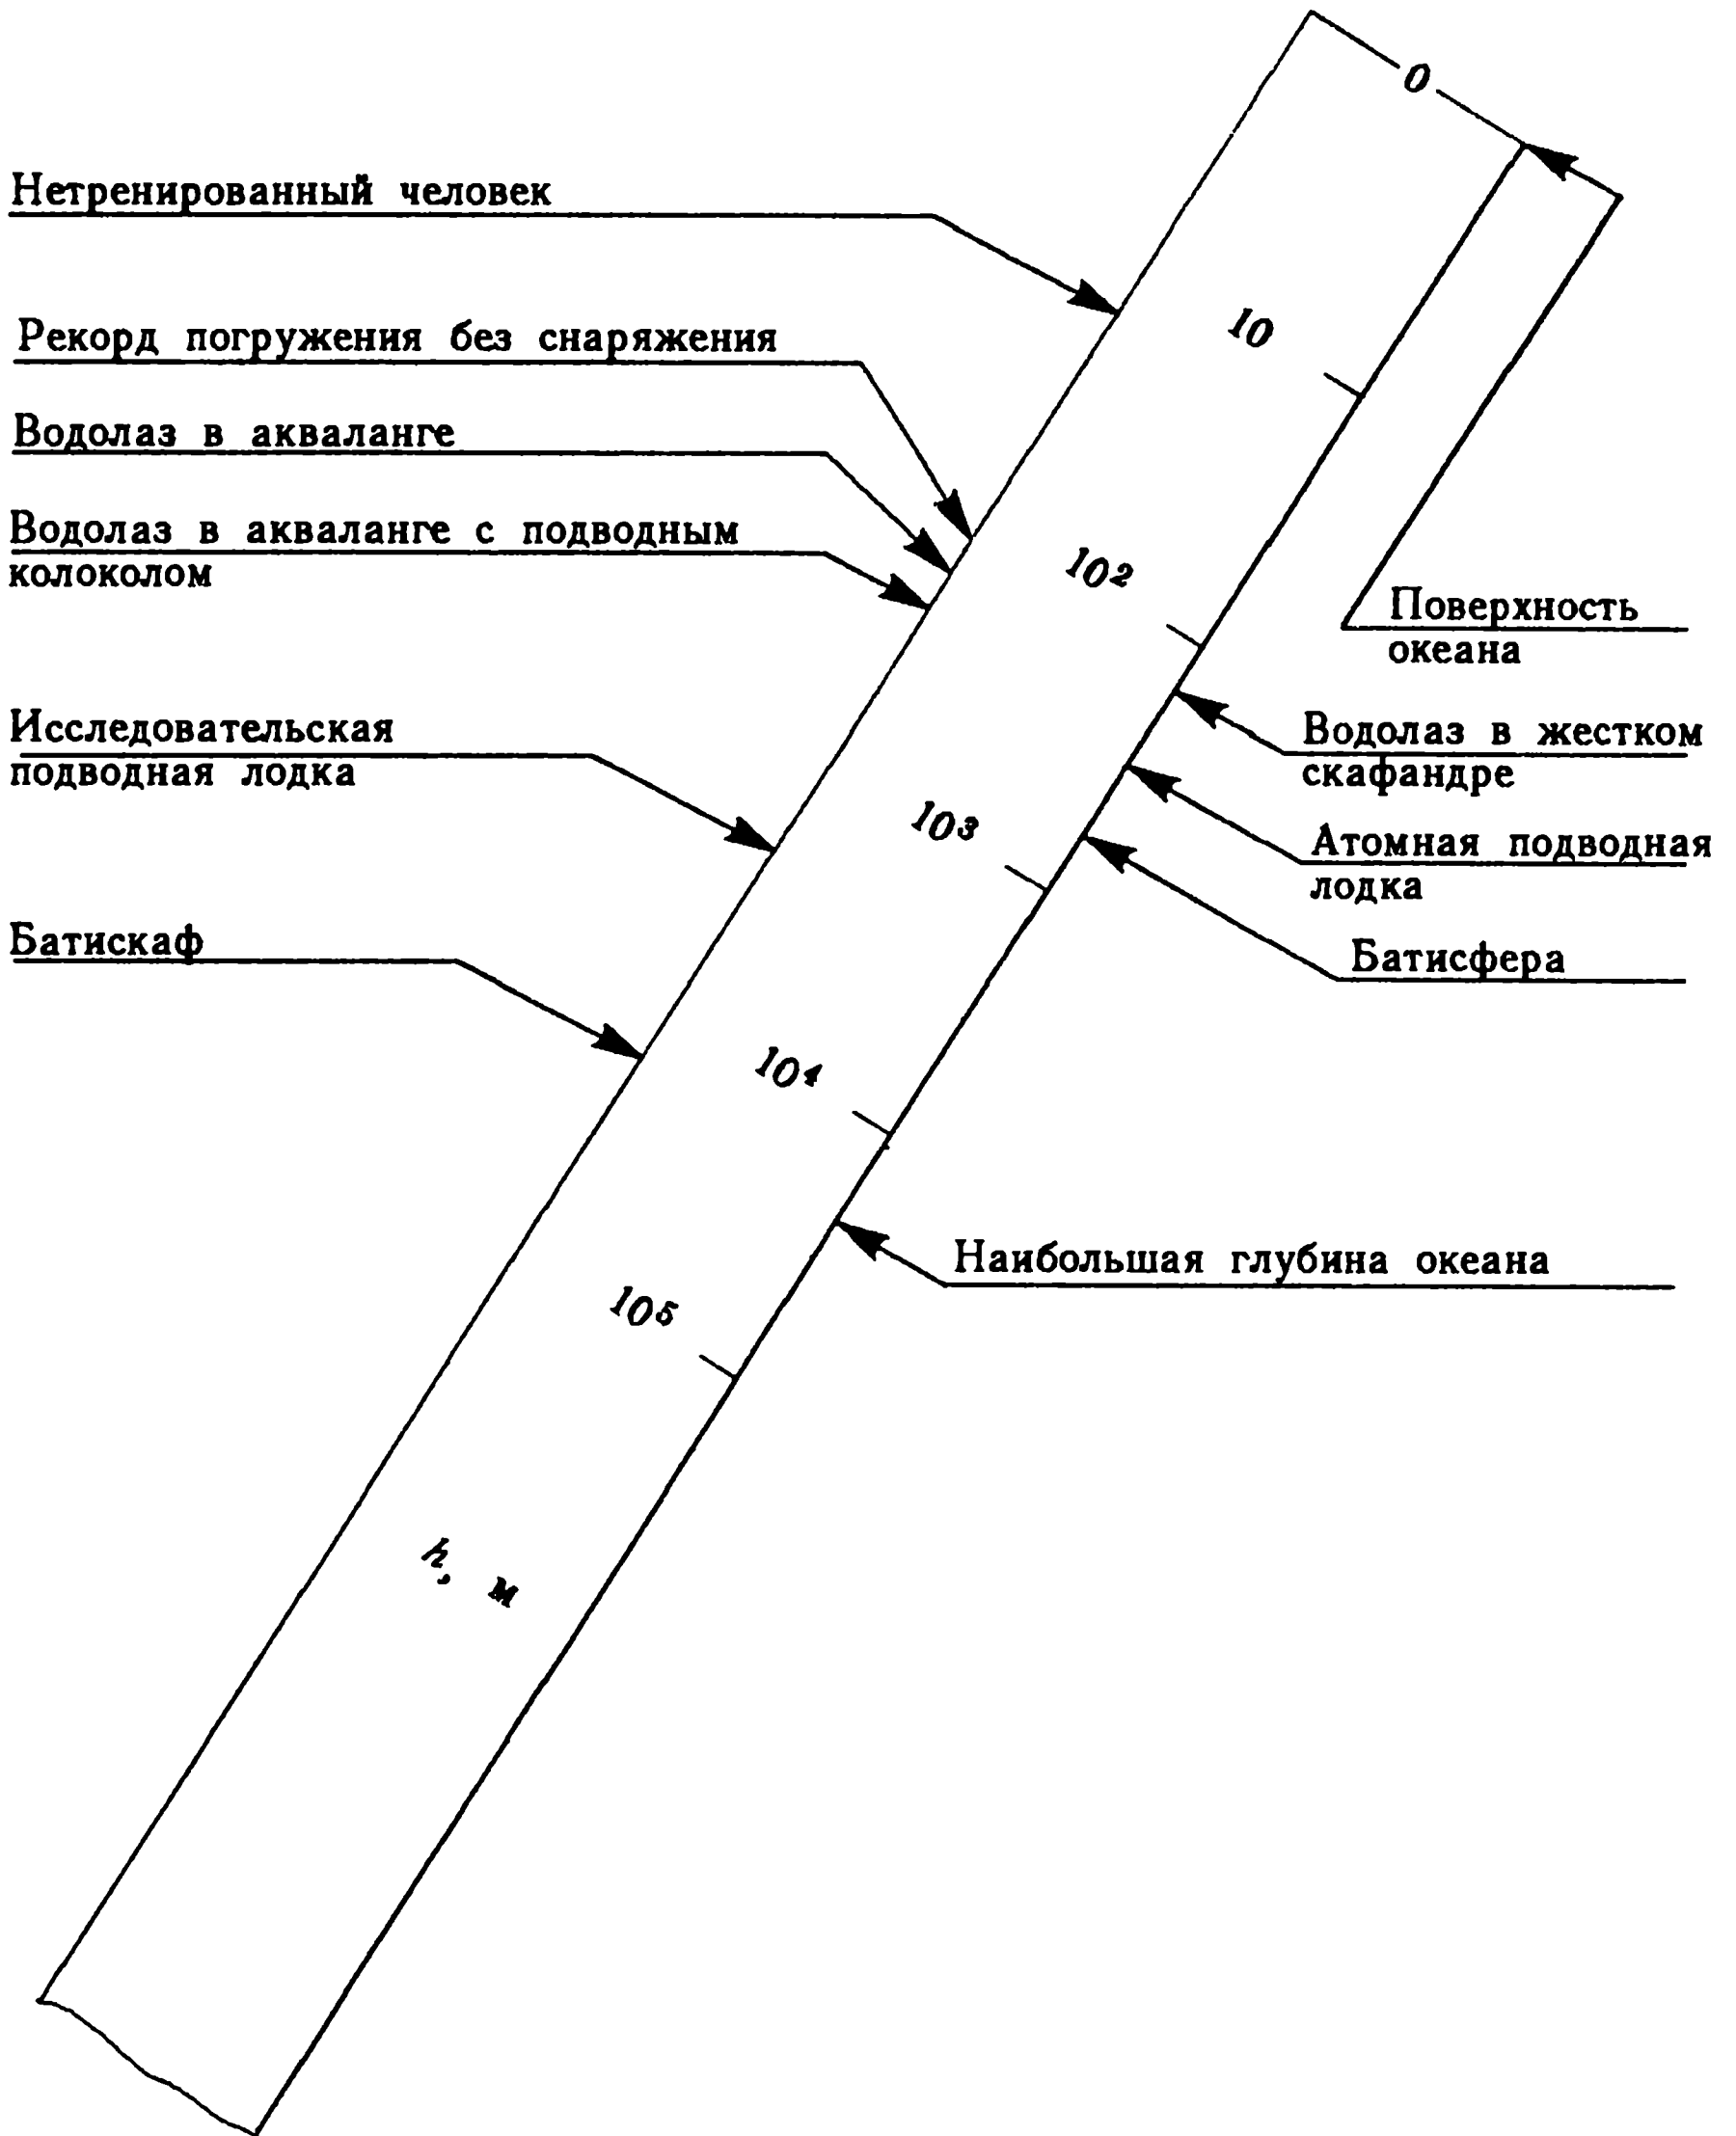 0
Нетренированный человек
10
Рекорд погружения без снаряжения
Водолаз в акваланге
Водолаз в акваланге с подводным
колоколом
10²
Поверхность
океана
Исследовательская
подводная лодка
Водолаз в жестком
скафандре
10³
Атомная подводная
лодка
Батискаф
Батисфера
10⁴
Наибольшая глубина океана
10⁵
h, м